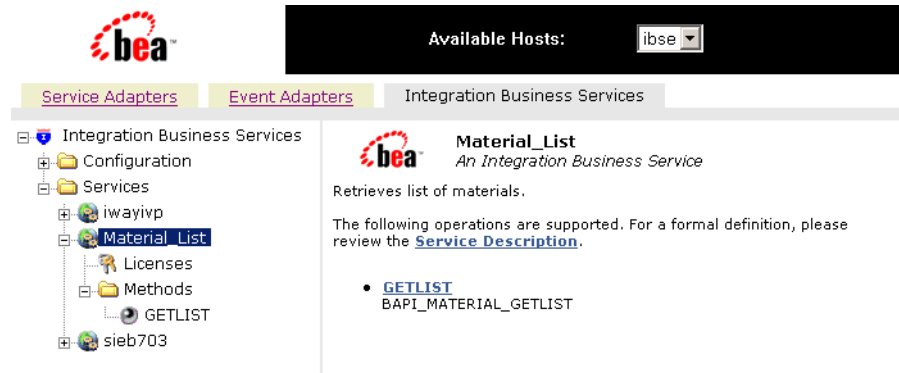 bea™
Available Hosts:
ibse
Service Adapters
Event Adapters
Integration Business Services
Integration Business Services
Configuration
Services
iwayivp
Material_List
Licenses
Methods
GETLIST
sieb703
bea™
Material_List
An Integration Business Service
Retrieves list of materials.
The following operations are supported. For a formal definition, please
review the Service Description.
• GETLIST
BAPI_MATERIAL_GETLIST